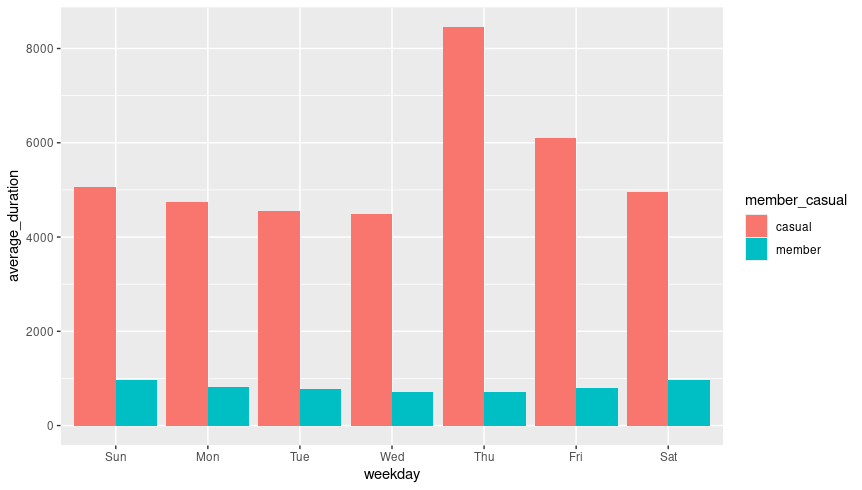 8000
6000
4000
2000
0
average_duration
Sun Mon Tue Wed Thu Fri Sat
weekday
member_casual
casual
member